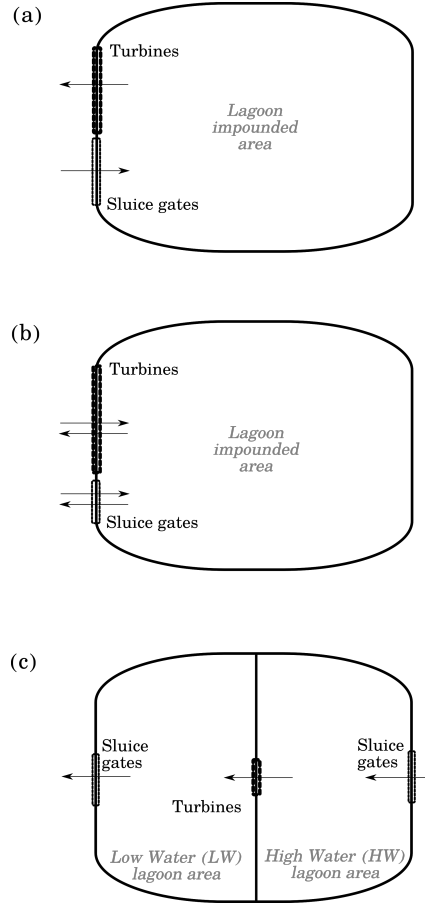 (a)
Turbines
Lagoon
impounded
area
Sluice gates
(b)
Turbines
Lagoon
impounded
area
Sluice gates
(c)
Sluice
gates
Sluice
gates
Turbines
Low Water (LW)
lagoon area
High Water (HW)
lagoon area